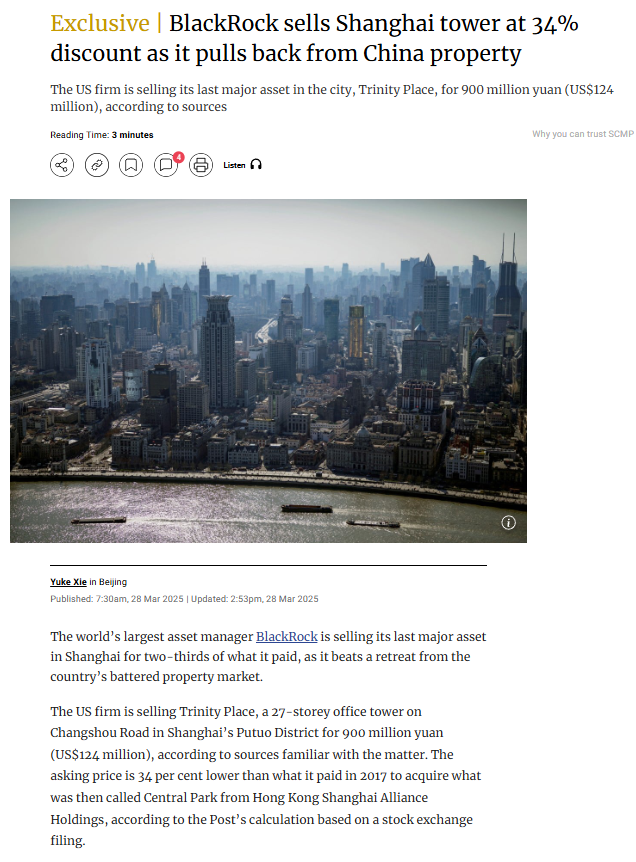 Exclusive | BlackRock sells Shanghai tower at 34%
discount as it pulls back from China property
The US firm is selling its last major asset in the city, Trinity Place, for 900 million yuan (US$124
million), according to sources
Reading Time: 3 minutes
Why you can trust SCMP
4
Listen
Yuke Xie in Beijing
Published: 7:30am, 28 Mar 2025 | Updated: 2:53pm, 28 Mar 2025
The world’s largest asset manager BlackRock is selling its last major asset
in Shanghai for two-thirds of what it paid, as it beats a retreat from the
country’s battered property market.
The US firm is selling Trinity Place, a 27-storey office tower on
Changshou Road in Shanghai’s Putuo District for 900 million yuan
(US$124 million), according to sources familiar with the matter. The
asking price is 34 per cent lower than what it paid in 2017 to acquire what
was then called Central Park from Hong Kong Shanghai Alliance
Holdings, according to the Post’s calculation based on a stock exchange
filing.